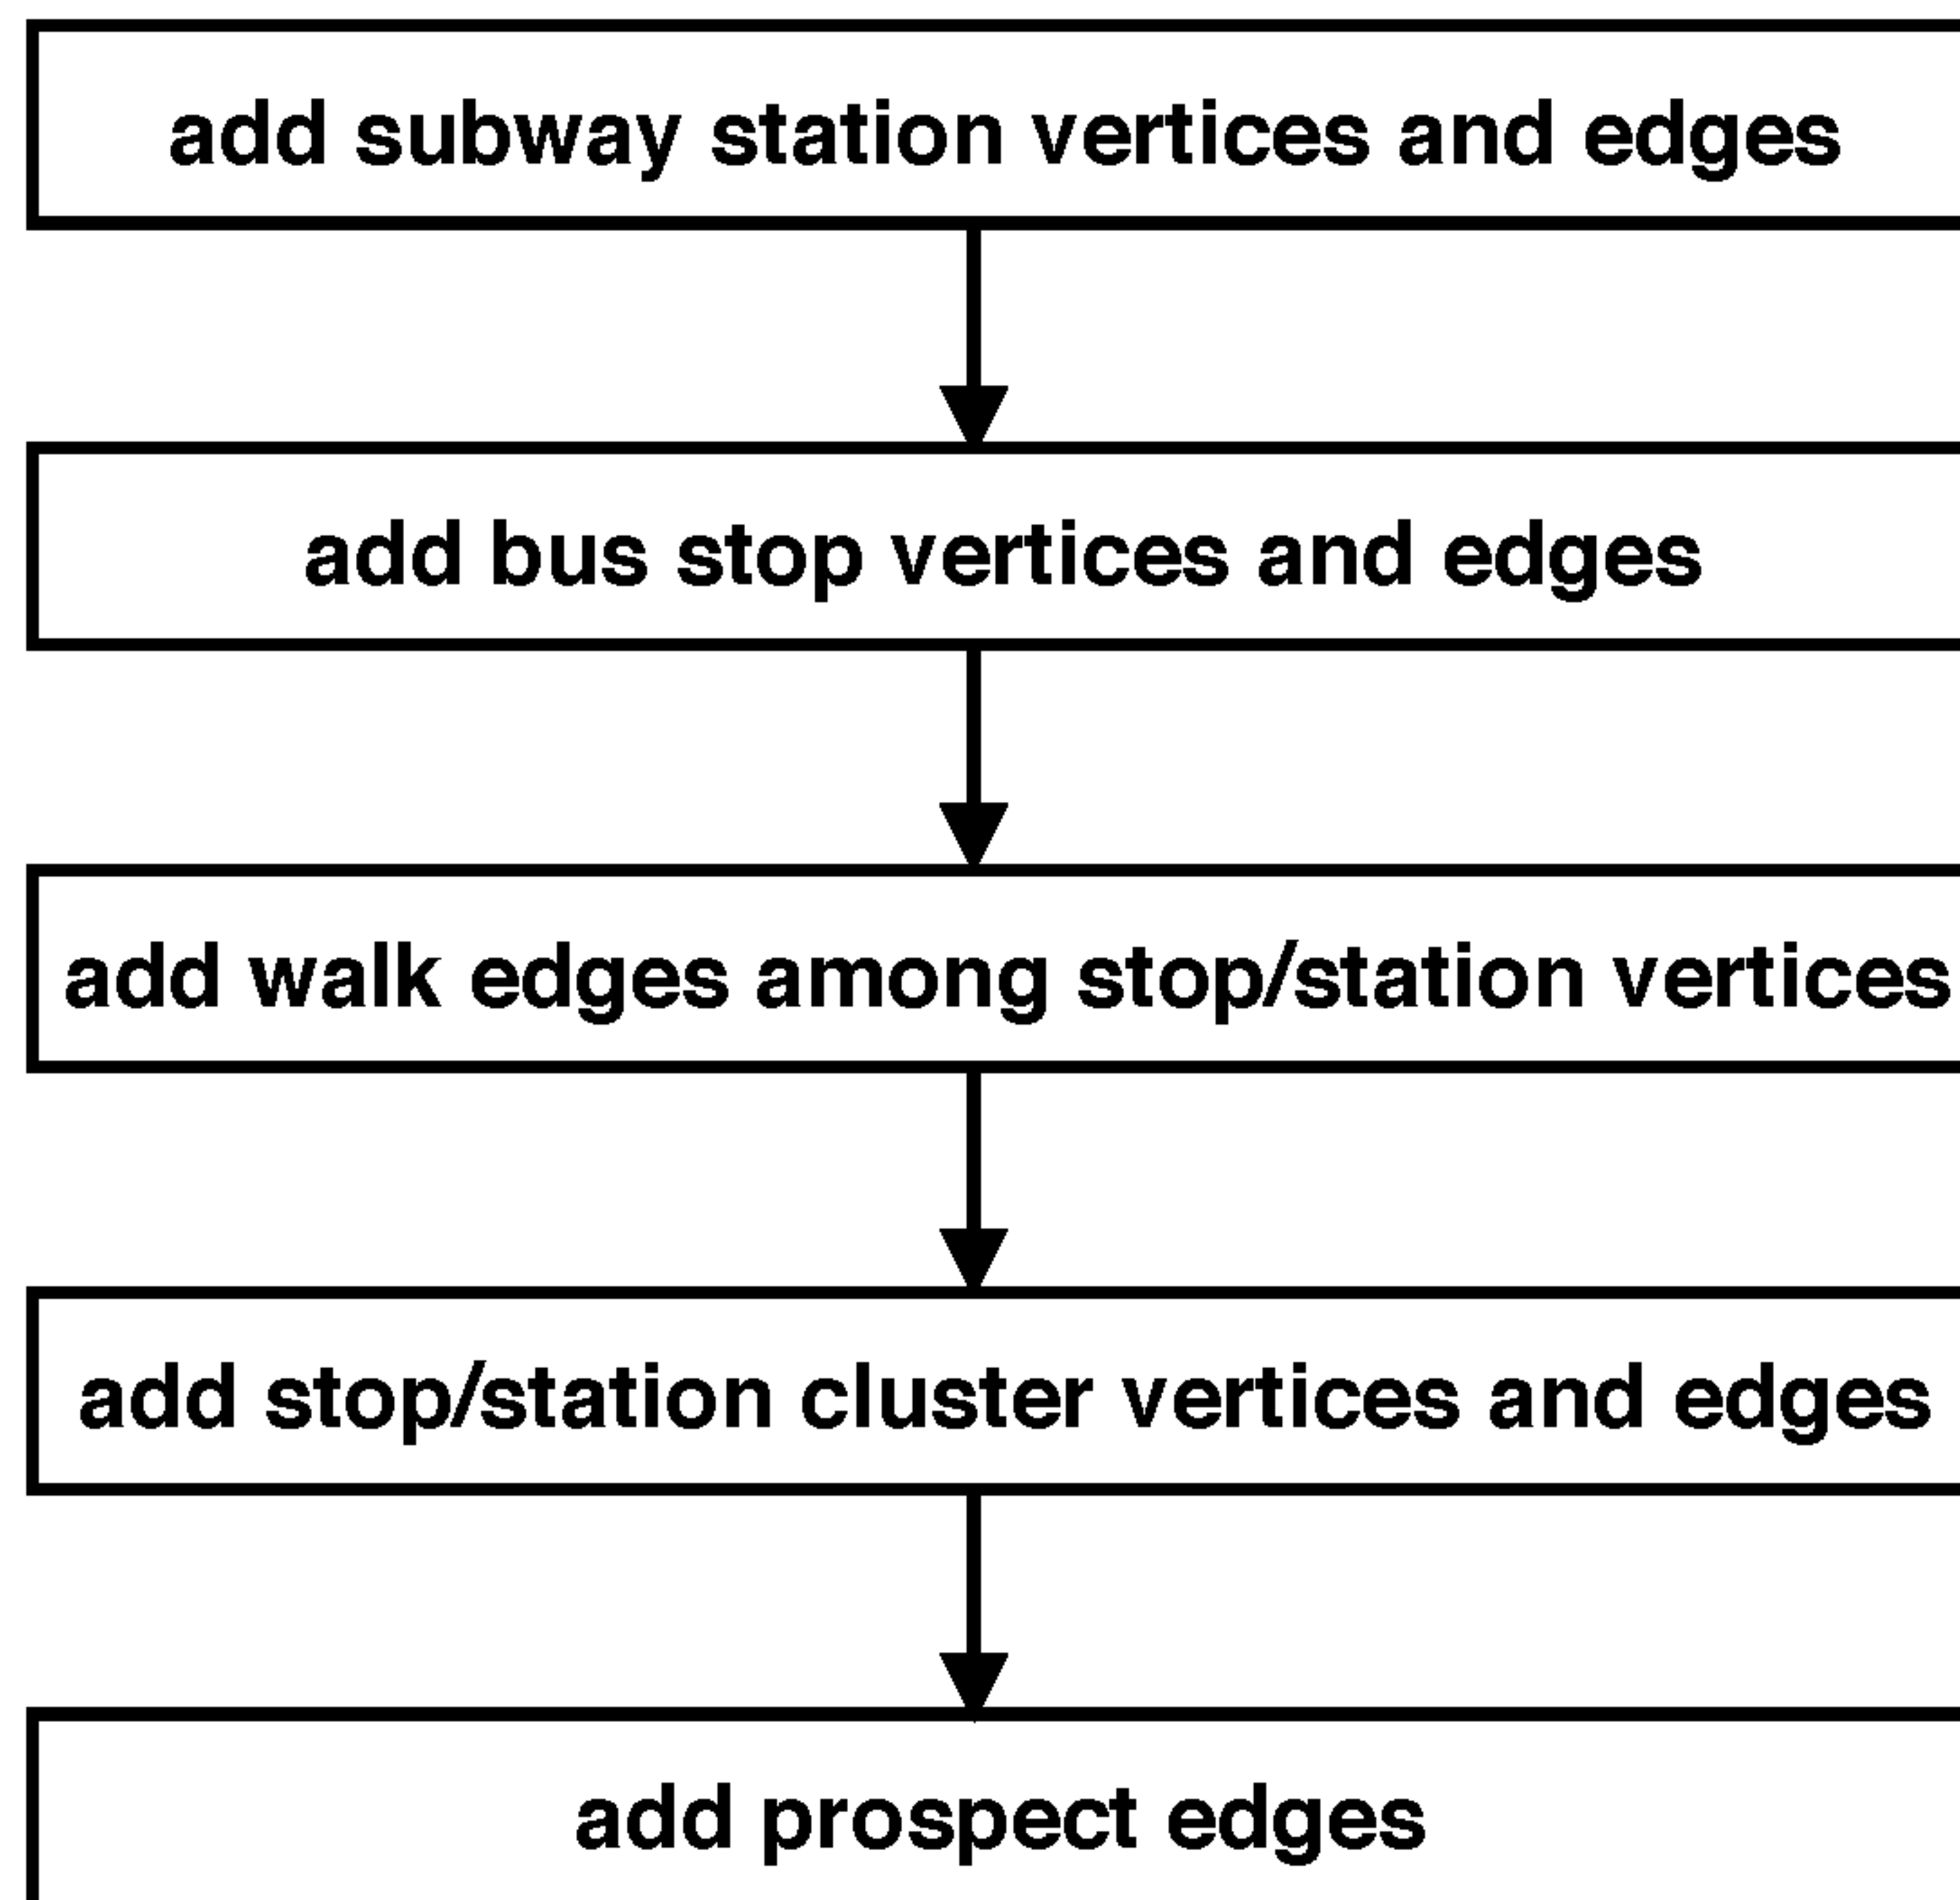 add subway station vertices and edges
add bus stop vertices and edges
add walk edges among stop/station vertices
add stop/station cluster vertices and edges
add prospect edges